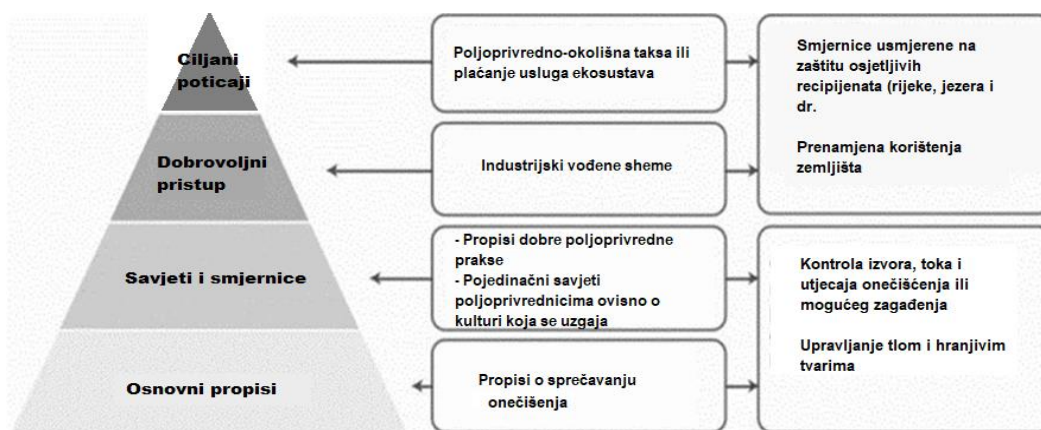 Ciljani
poticaji
Poljoprivredno-okolišna taksa ili
plaćanje usluga ekosustava
Smjernice usmjerene na
zaštitu osjetljivih
recipijenata (rijeke, jezera i
dr.
Prenamjena korištenja
zemljišta
Dobrovoljni
pristup
Industrijski vođene sheme
Savjeti i smjernice
- Propisi dobre poljoprivredne
prakse
- Pojedinačni savjeti
poljoprivrednicima ovisno o
kulturi koja se uzgaja
Kontrola izvora, toka i
utjecaja onečišćenja ili
mogućeg zagađenja
Upravljanje tlom i hranjivim
tvarima
Osnovni propisi
Propisi o sprečavanju
onečišenja